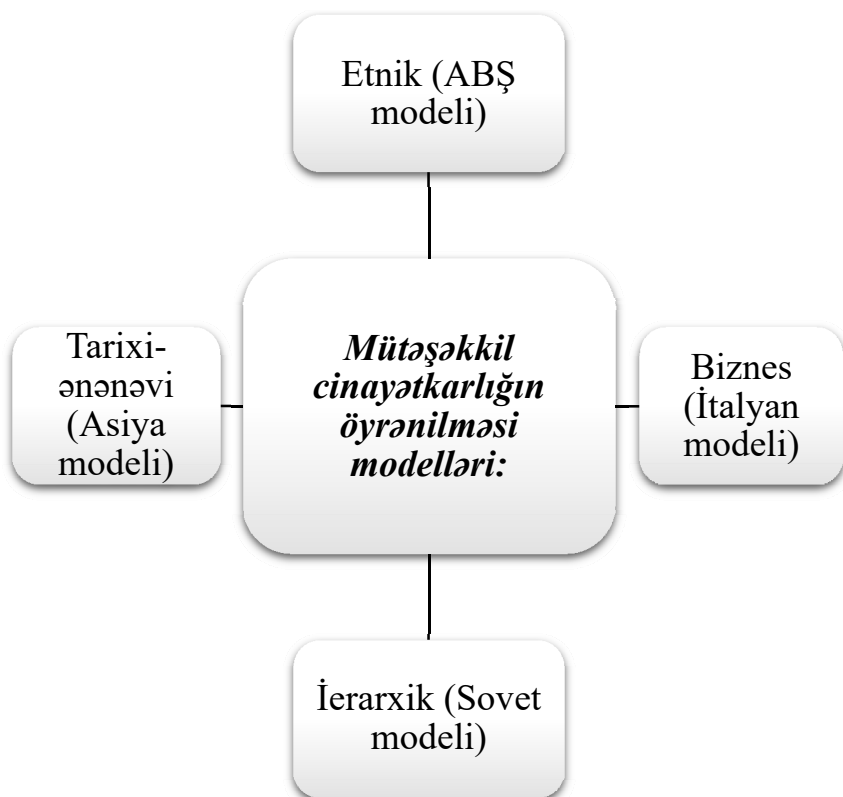 Etnik (ABŞ
modeli)
Tarixi-
ənənəvi
(Asiya
modeli)
Mütəşəkkil
cinayətkarlığın
öyrənilməsi
modelləri:
Biznes
(İtalyan
modeli)
İerarxik (Sovet
modeli)